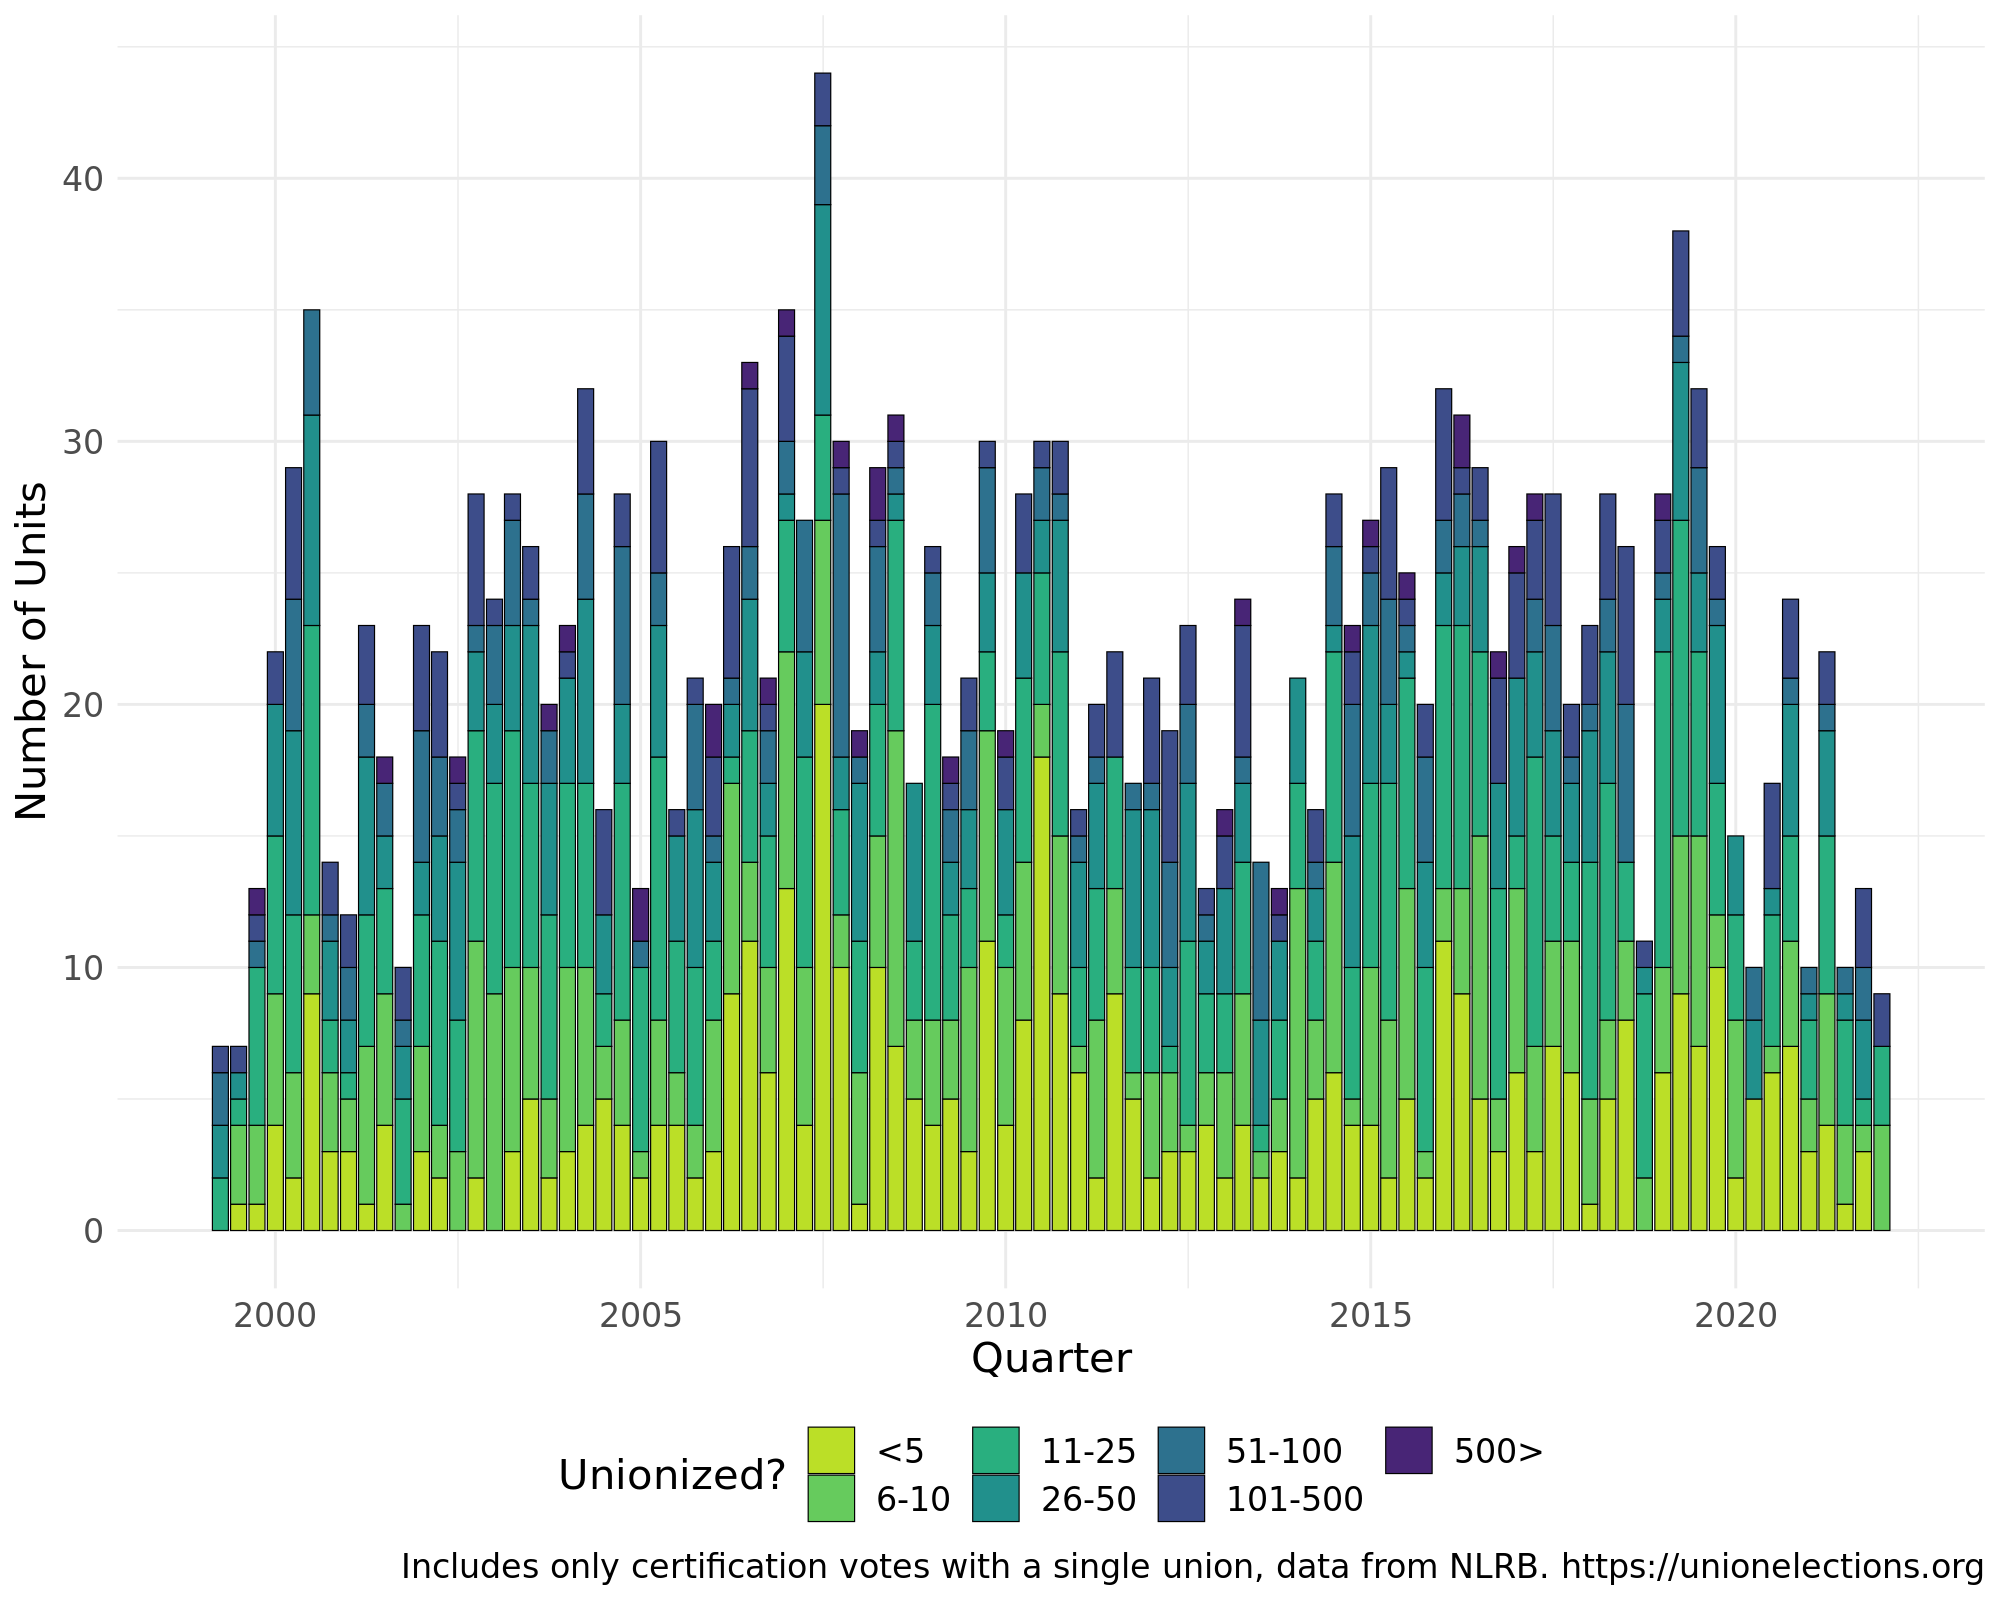 40
30
20
10
0
Number of Units
2000 2005 2010 2015 2020
Quarter
Unionized?
<5 11-25 51-100 500>
6-10 26-50 101-500
Includes only certification votes with a single union, data from NLRB. https://unionelections.org